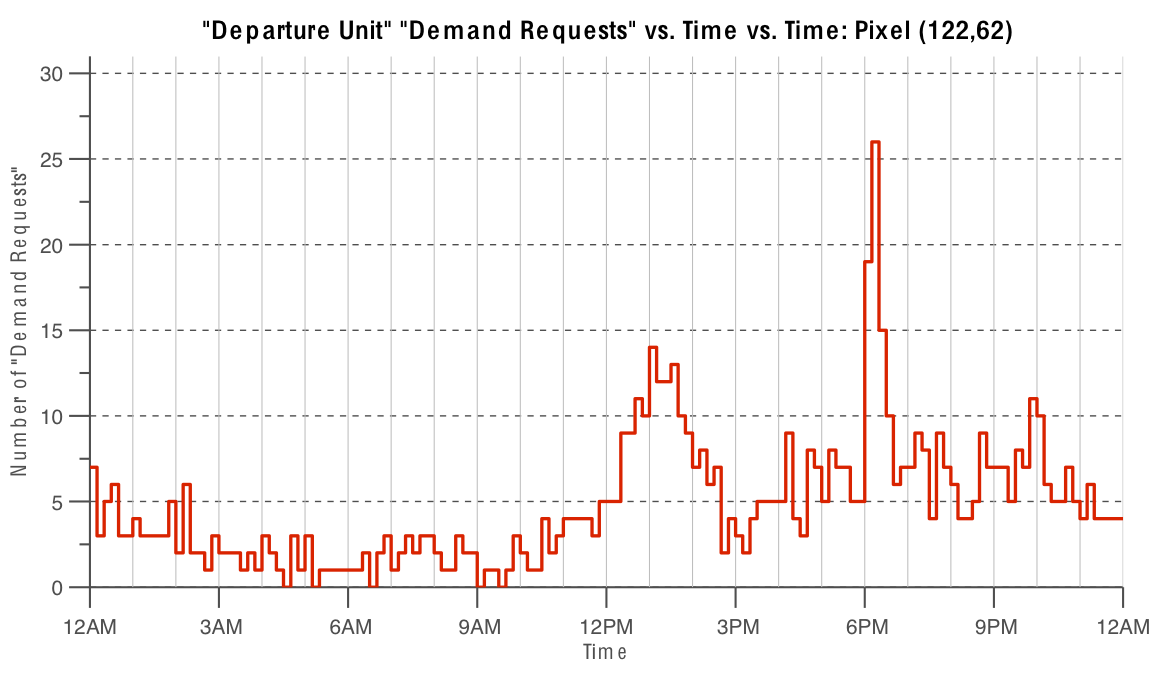 "Departure Unit" "Demand Requests" vs. Time vs. Time: Pixel (122,62)
Number of "Demand Requests"
30
25
20
15
10
5
0
12AM 3AM 6AM 9AM 12PM 3PM 6PM 9PM 12AM
Time